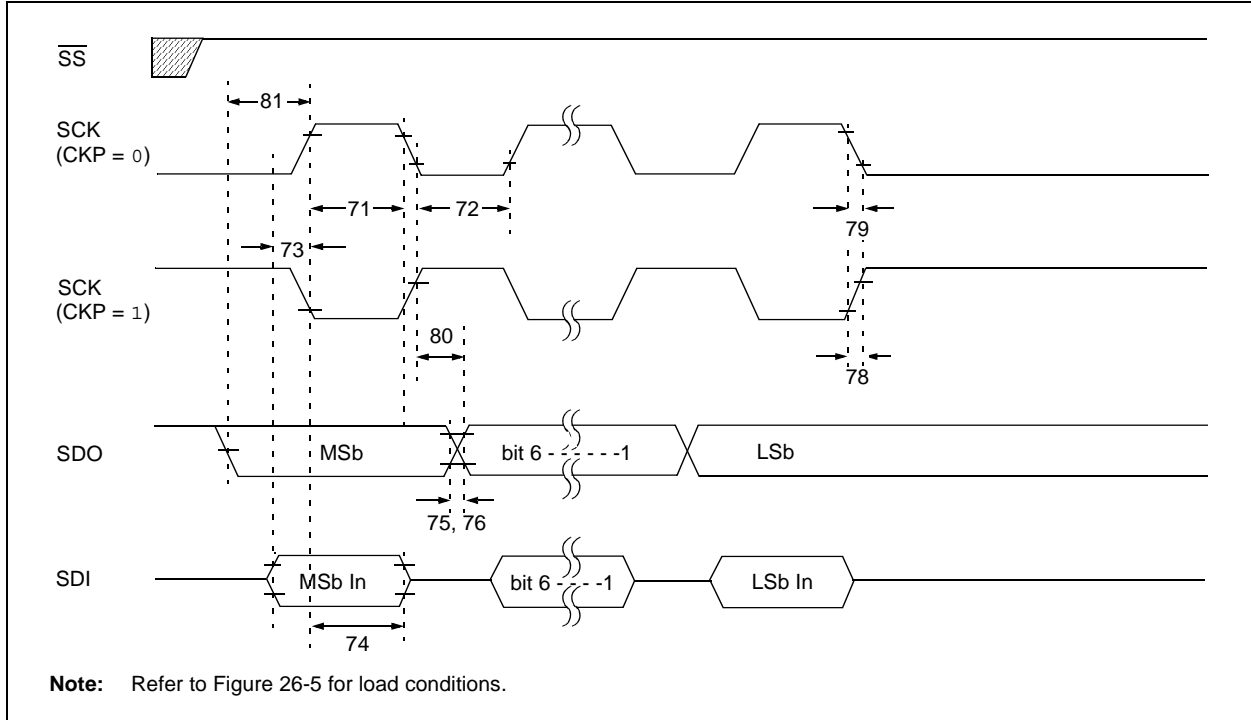 SS
81
SCK
(CKP = 0)
71
72
79
73
SCK
(CKP = 1)
80
78
SDO
MSb
bit 6 - - - - - -1
LSb
75, 76
SDI
MSb In
bit 6 - - - - -1
LSb In
74
Note: Refer to Figure 26-5 for load conditions.